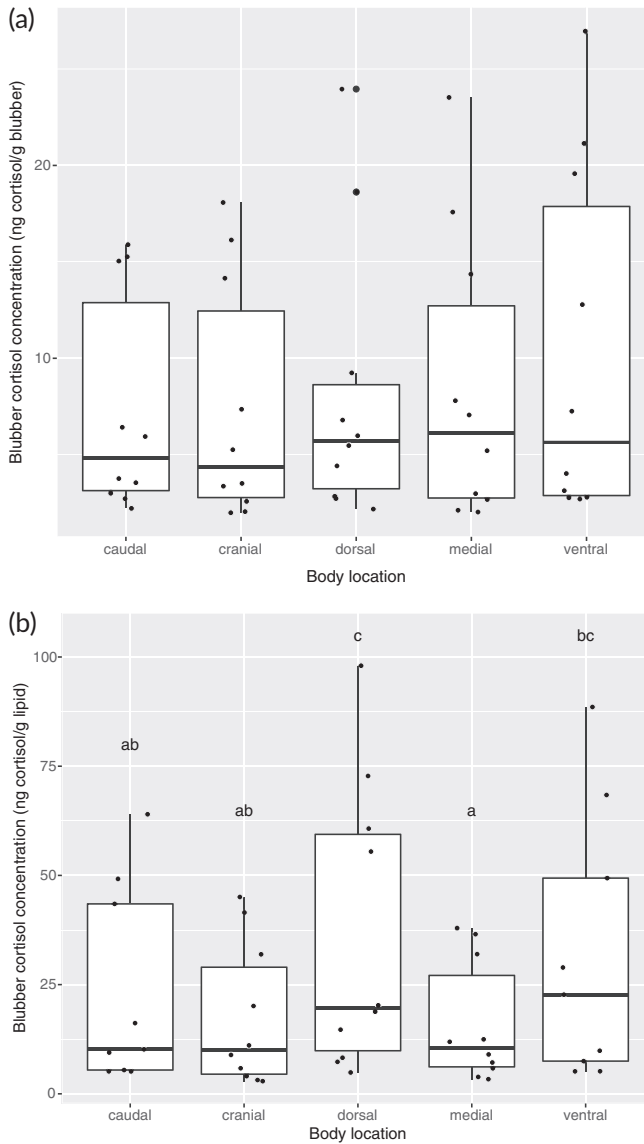 (a)
Blubber cortisol concentration (ng cortisol/g blubber)
20
10
caudal cranial dorsal medial ventral
Body location
(b)
Blubber cortisol concentration (ng cortisol/g lipid)
c bc
100
ab
75
ab a
50
25
0
caudal cranial dorsal medial ventral
Body location